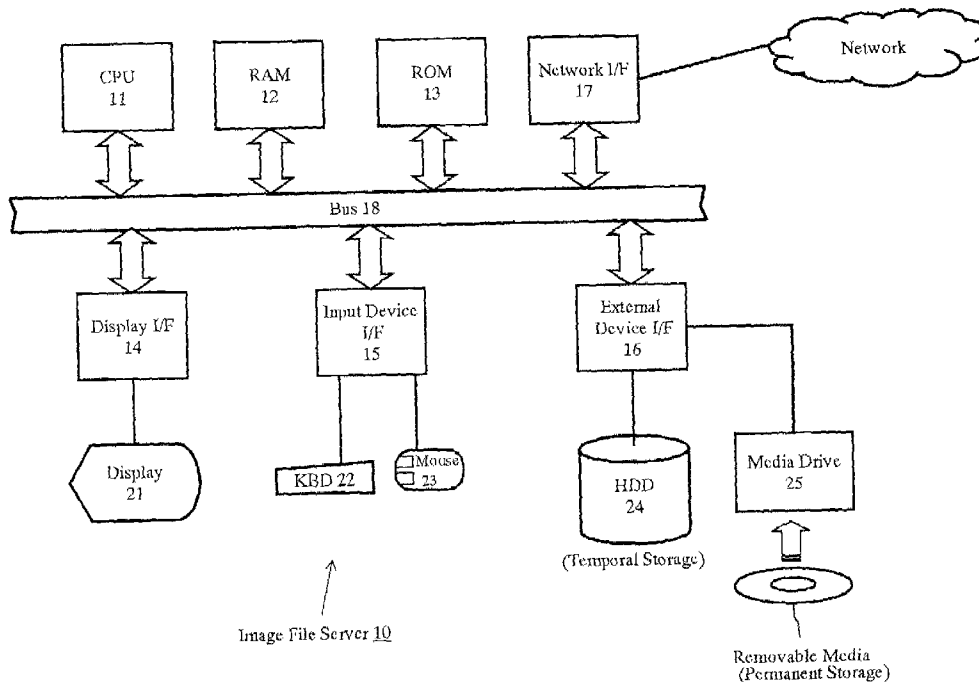 CPU
11
RAM
12
ROM
13
Network I/F
17
Network
Bus 18
Display I/F
14
Input Device
I/F
15
External
Device I/F
16
Display
21
KBD 22
Mouse
23
HDD
24
Media Drive
25
(Temporal Storage)
Image File Server 10
Removable Media
(Permanent Storage)